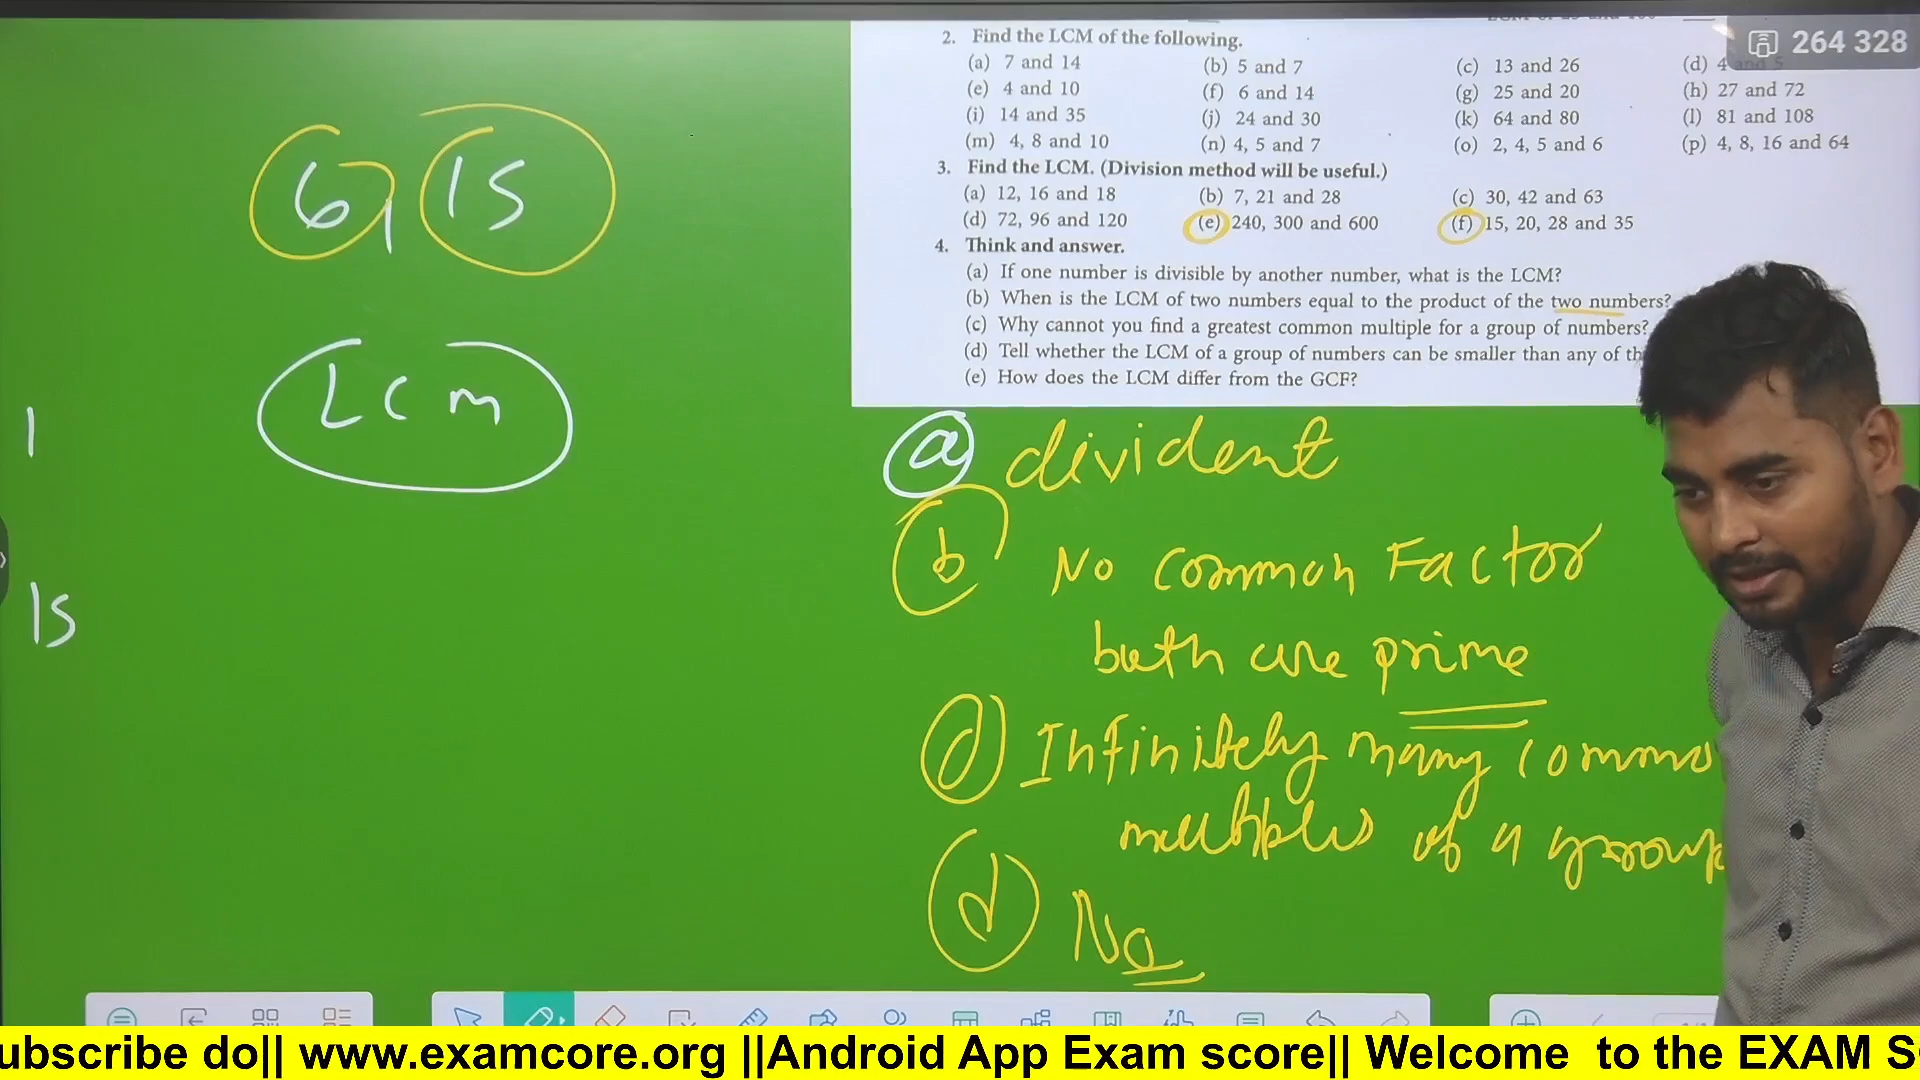 264 328
2. Find the LCM of the following.
(a) 7 and 14 (b) 5 and 7 (c) 13 and 26 (d) 4 and 5
(e) 4 and 10 (f) 6 and 14 (g) 25 and 20 (h) 27 and 72
(i) 14 and 35 (j) 24 and 30 (k) 64 and 80 (l) 81 and 108
(m) 4, 8 and 10 (n) 4, 5 and 7 (o) 2, 4, 5 and 6 (p) 4, 8, 16 and 64
3. Find the LCM. (Division method will be useful.)
(a) 12, 16 and 18 (b) 7, 21 and 28 (c) 30, 42 and 63
(d) 72, 96 and 120 (e) 240, 300 and 600 (f) 15, 20, 28 and 35
4. Think and answer.
(a) If one number is divisible by another number, what is the LCM?
(b) When is the LCM of two numbers equal to the product of the two numbers?
(c) Why cannot you find a greatest common multiple for a group of numbers?
(d) Tell whether the LCM of a group of numbers can be smaller than any of
(e) How does the LCM differ from the GCF?
6, 15
LCM
1
15
(a) divident
(b) No common Factor
both are prime
Infinitely many commo
multiples of a group
(d) No
ubscribe do|| www.examcore.org ||Android App Exam score|| Welcome to the EXAM S